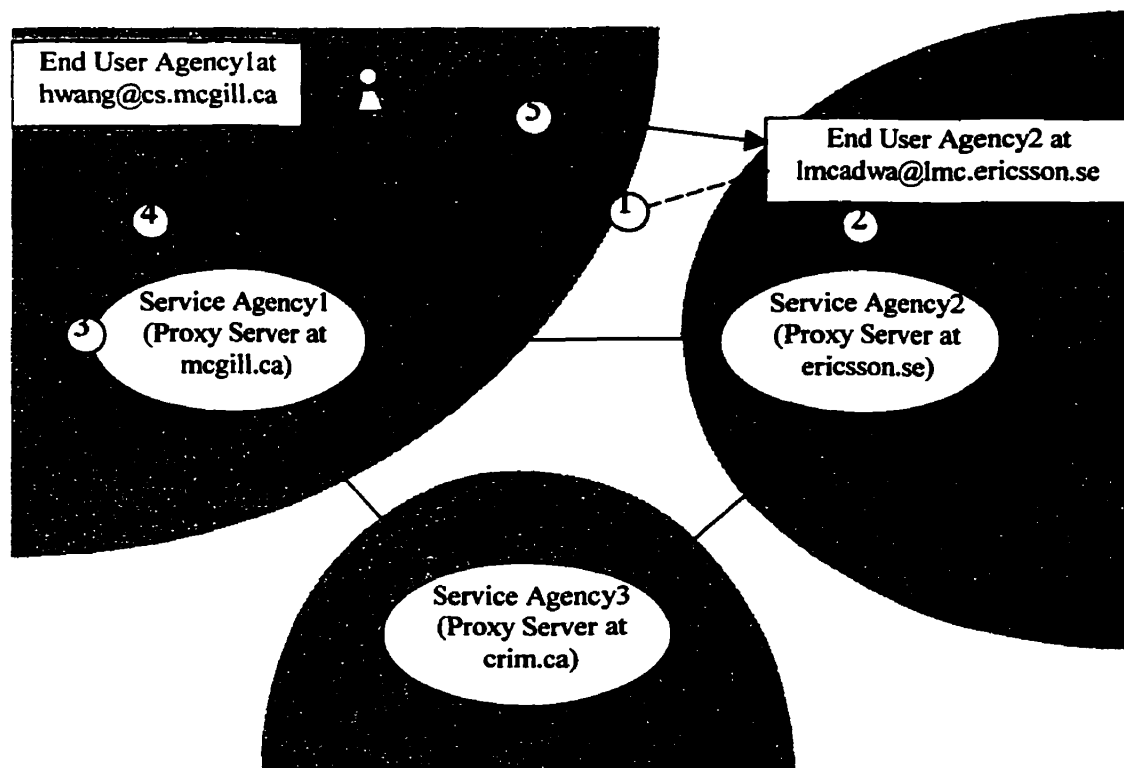 End User Agency1at
hwang@cs.mcgill.ca
5
End User Agency2 at
lmcadwa@lmc.ericsson.se
4
1
2
Service Agency1
(Proxy Server at
mcgill.ca)
3
Service Agency2
(Proxy Server at
ericsson.se)
Service Agency3
(Proxy Server at
crim.ca)